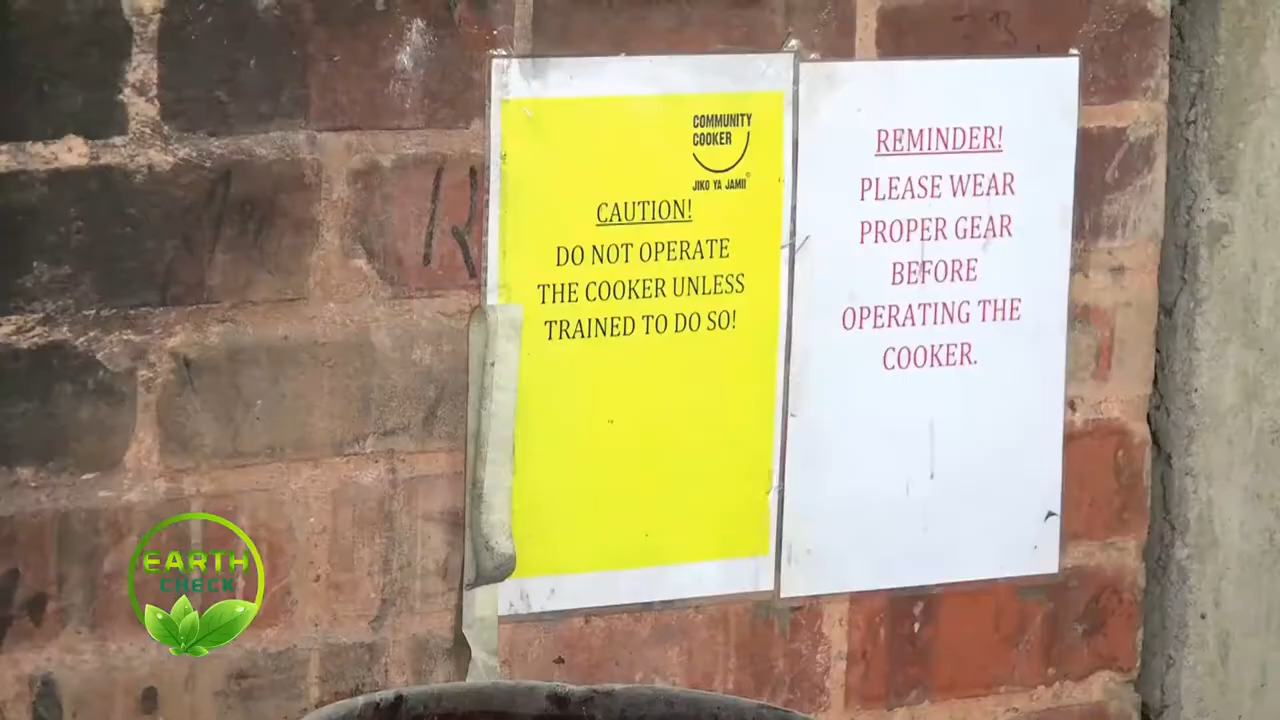 COMMUNITY
COOKER
JIKO YA JAMII
CAUTION!
DO NOT OPERATE
THE COOKER UNLESS
TRAINED TO DO SO!
REMINDER!
PLEASE WEAR
PROPER GEAR
BEFORE
OPERATING THE
COOKER.
EARTH
CHECK